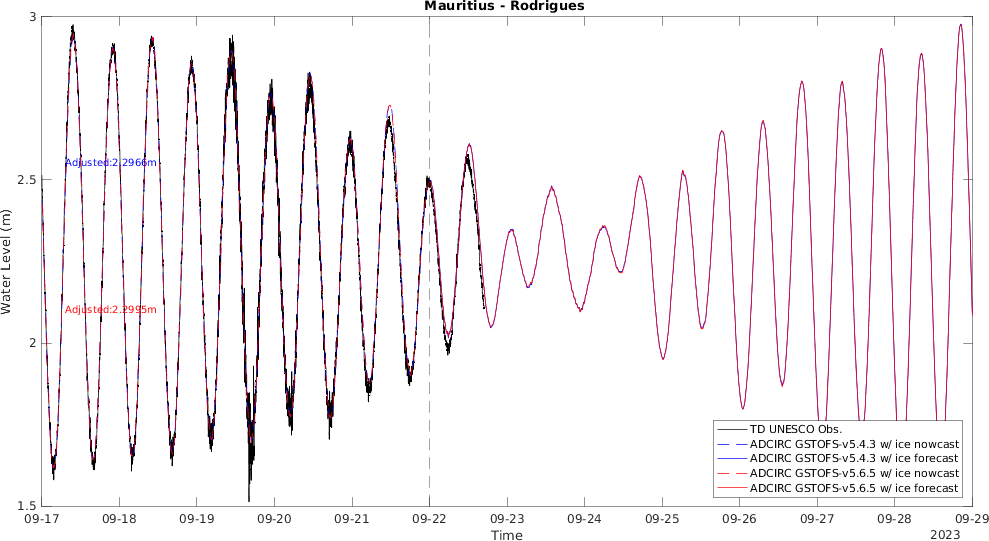 Mauritius - Rodrigues
3
2.5
2
1.5
Water Level (m)
Adjusted:2.2966m
Adjusted:2.2995m
TD UNESCO Obs.
ADCIRC GSTOFS-v5.4.3 w/ ice nowcast
ADCIRC GSTOFS-v5.4.3 w/ ice forecast
ADCIRC GSTOFS-v5.6.5 w/ ice nowcast
ADCIRC GSTOFS-v5.6.5 w/ ice forecast
09-17 09-18 09-19 09-20 09-21 09-22 09-23 09-24 09-25 09-26 09-27 09-28 09-29
Time
2023